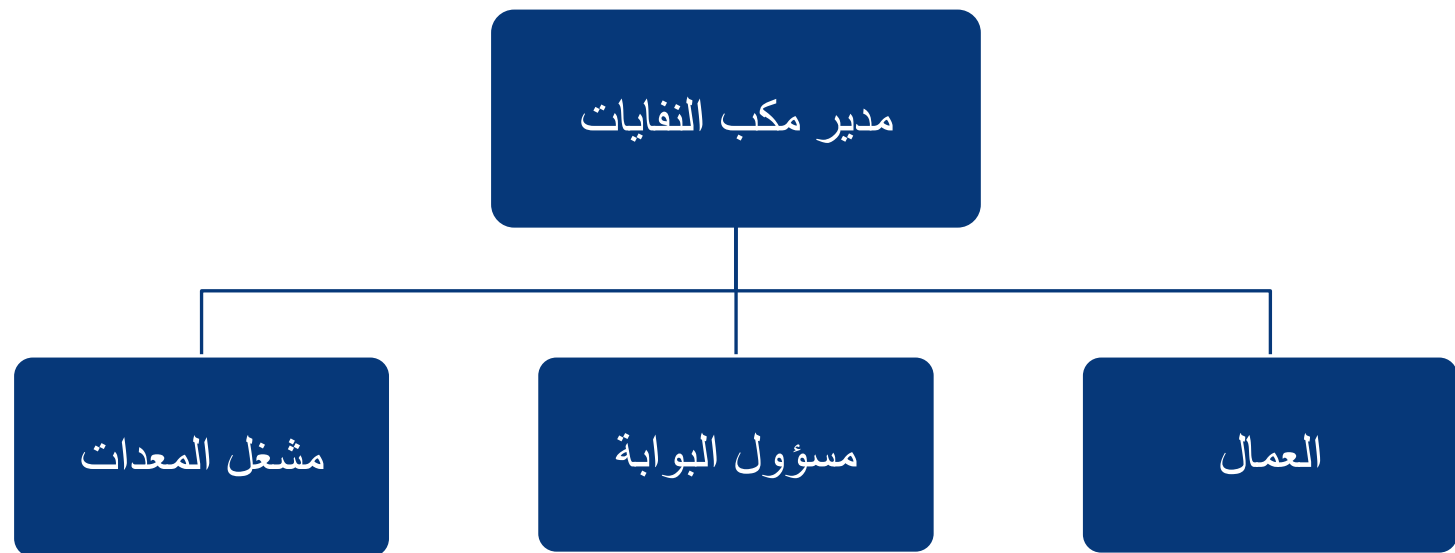 مدير مكب النفايات
العمال
مسؤول البوابة
مشغل المعدات